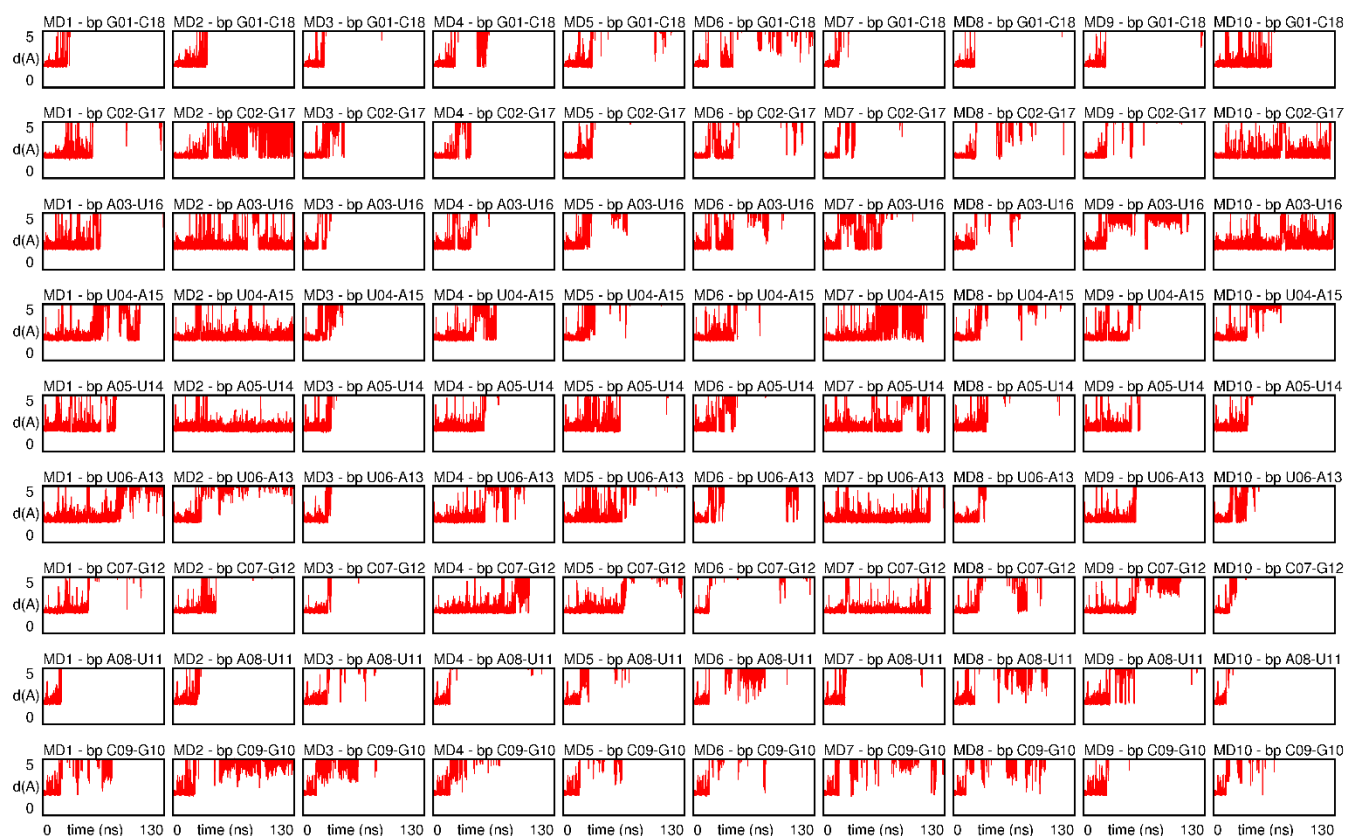 MD1 - bp G01-C18 MD2 - bp G01-C18 MD3 - bp G01-C18 MD4 - bp G01-C18 MD5 - bp G01-C18 MD6 - bp G01-C18 MD7 - bp G01-C18 MD8 - bp G01-C18 MD9 - bp G01-C18 MD10 - bp G01-C18
5
d(A)
0
MD1 - bp C02-G17 MD2 - bp C02-G17 MD3 - bp C02-G17 MD4 - bp C02-G17 MD5 - bp C02-G17 MD6 - bp C02-G17 MD7 - bp C02-G17 MD8 - bp C02-G17 MD9 - bp C02-G17 MD10 - bp C02-G17
5
d(A)
0
MD1 - bp A03-U16 MD2 - bp A03-U16 MD3 - bp A03-U16 MD4 - bp A03-U16 MD5 - bp A03-U16 MD6 - bp A03-U16 MD7 - bp A03-U16 MD8 - bp A03-U16 MD9 - bp A03-U16 MD10 - bp A03-U16
5
d(A)
0
MD1 - bp U04-A15 MD2 - bp U04-A15 MD3 - bp U04-A15 MD4 - bp U04-A15 MD5 - bp U04-A15 MD6 - bp U04-A15 MD7 - bp U04-A15 MD8 - bp U04-A15 MD9 - bp U04-A15 MD10 - bp U04-A15
5
d(A)
0
MD1 - bp A05-U14 MD2 - bp A05-U14 MD3 - bp A05-U14 MD4 - bp A05-U14 MD5 - bp A05-U14 MD6 - bp A05-U14 MD7 - bp A05-U14 MD8 - bp A05-U14 MD9 - bp A05-U14 MD10 - bp A05-U14
5
d(A)
0
MD1 - bp U06-A13 MD2 - bp U06-A13 MD3 - bp U06-A13 MD4 - bp U06-A13 MD5 - bp U06-A13 MD6 - bp U06-A13 MD7 - bp U06-A13 MD8 - bp U06-A13 MD9 - bp U06-A13 MD10 - bp U06-A13
5
d(A)
0
MD1 - bp C07-G12 MD2 - bp C07-G12 MD3 - bp C07-G12 MD4 - bp C07-G12 MD5 - bp C07-G12 MD6 - bp C07-G12 MD7 - bp C07-G12 MD8 - bp C07-G12 MD9 - bp C07-G12 MD10 - bp C07-G12
5
d(A)
0
MD1 - bp A08-U11 MD2 - bp A08-U11 MD3 - bp A08-U11 MD4 - bp A08-U11 MD5 - bp A08-U11 MD6 - bp A08-U11 MD7 - bp A08-U11 MD8 - bp A08-U11 MD9 - bp A08-U11 MD10 - bp A08-U11
5
d(A)
0
MD1 - bp C09-G10 MD2 - bp C09-G10 MD3 - bp C09-G10 MD4 - bp C09-G10 MD5 - bp C09-G10 MD6 - bp C09-G10 MD7 - bp C09-G10 MD8 - bp C09-G10 MD9 - bp C09-G10 MD10 - bp C09-G10
5
d(A)
0
0 time (ns) 130 0 time (ns) 130 0 time (ns) 130 0 time (ns) 130 0 time (ns) 130 0 time (ns) 130 0 time (ns) 130 0 time (ns) 130 0 time (ns) 130 0 time (ns) 130